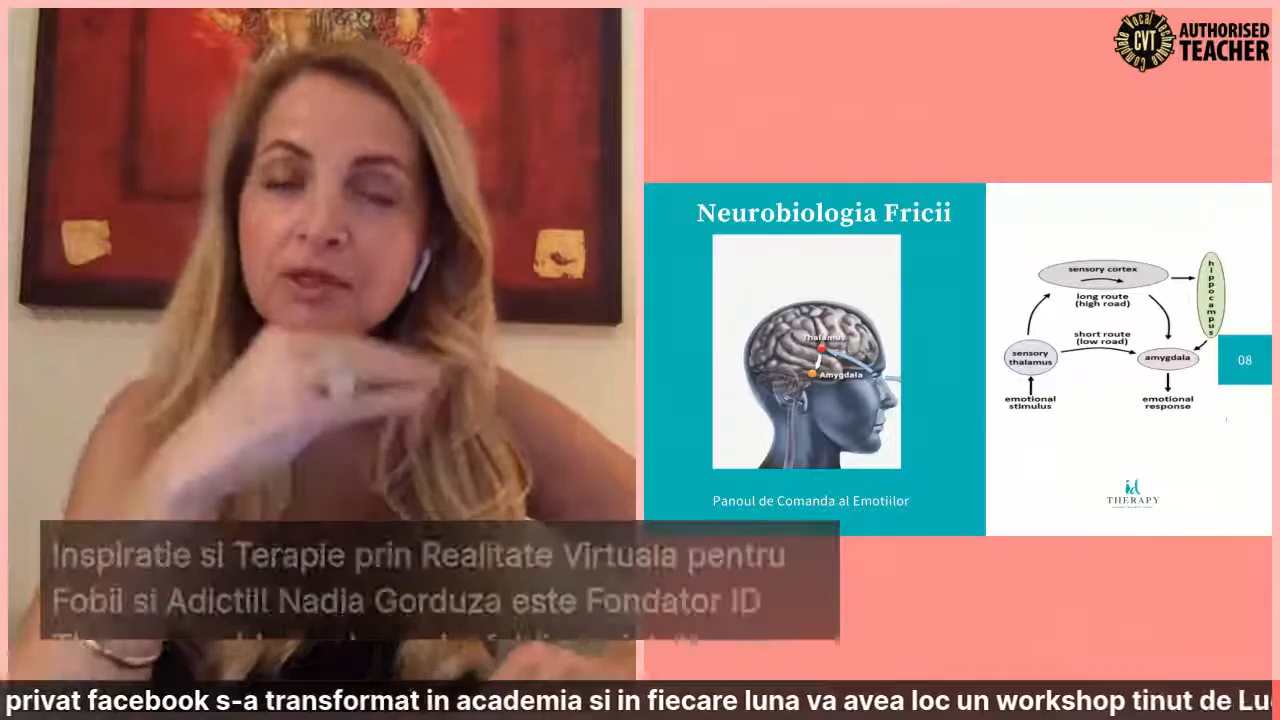 Complete Vocal Technique
CVT
AUTHORISED
TEACHER
Neurobiologia Fricii
Thalamus
Amygdala
Panoul de Comanda al Emotiilor
sensory cortex
long route
(high road)
hippocampus
short route
(low road)
sensory
thalamus
amygdala
emotional
stimulus
emotional
response
08
id
THERAPY
Inspiratie si Terapie prin Realitate Virtuala pentru
Fobii si Adictiil Nadia Gorduza este Fondator ID
privat facebook s-a transformat in academia si in fiecare luna va avea loc un workshop tinut de